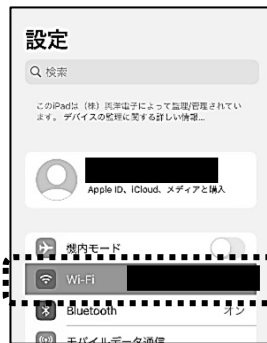 設定
検索
このiPadは（株）両洋電子によって監理/管理されてい
ます。デバイスの監理に関する詳しい情報...
Apple ID、iCloud、メディアと購入
機内モード
Wi-Fi
Bluetooth オン
モバイルデータ通信